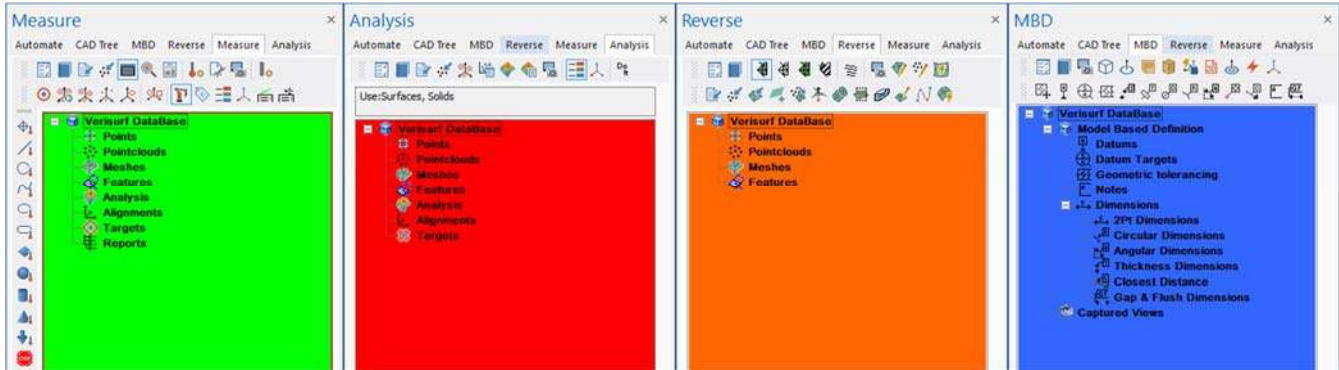 Measure
Automate CAD Tree MBD Reverse Measure Analysis
Verisurf DataBase
Points
Pointclouds
Meshes
Features
Analysis
Alignments
Targets
Reports
Analysis
Automate CAD Tree MBD Reverse Measure Analysis
Use:Surfaces, Solids
Verisurf DataBase
Points
Pointclouds
Meshes
Features
Analysis
Alignments
Targets
Reverse
Automate CAD Tree MBD Reverse Measure Analysis
Verisurf DataBase
Points
Pointclouds
Meshes
Features
MBD
Automate CAD Tree MBD Reverse Measure Analysis
Verisurf DataBase
Model Based Definition
Datums
Datum Targets
Geometric tolerancing
Notes
Dimensions
2Pt Dimensions
Circular Dimensions
Angular Dimensions
Thickness Dimensions
Closest Distance
Gap & Flush Dimensions
Captured Views